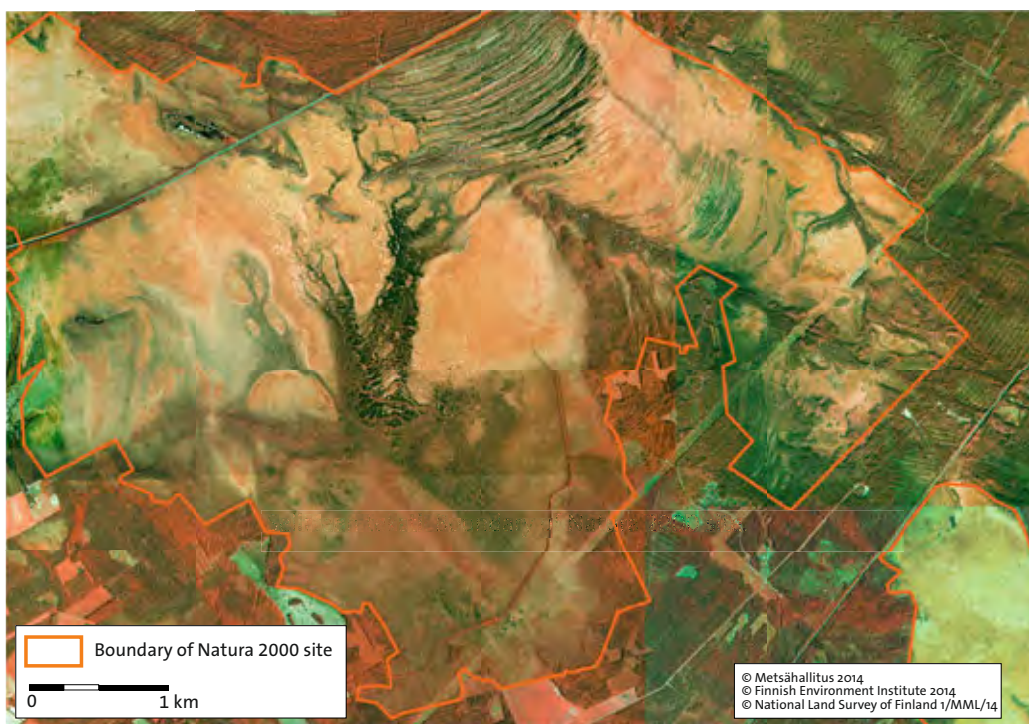 Boundary of Natura 2000 site
0 1 km
© Metsähallitus 2014
© Finnish Environment Institute 2014
© National Land Survey of Finland 1/MML/14